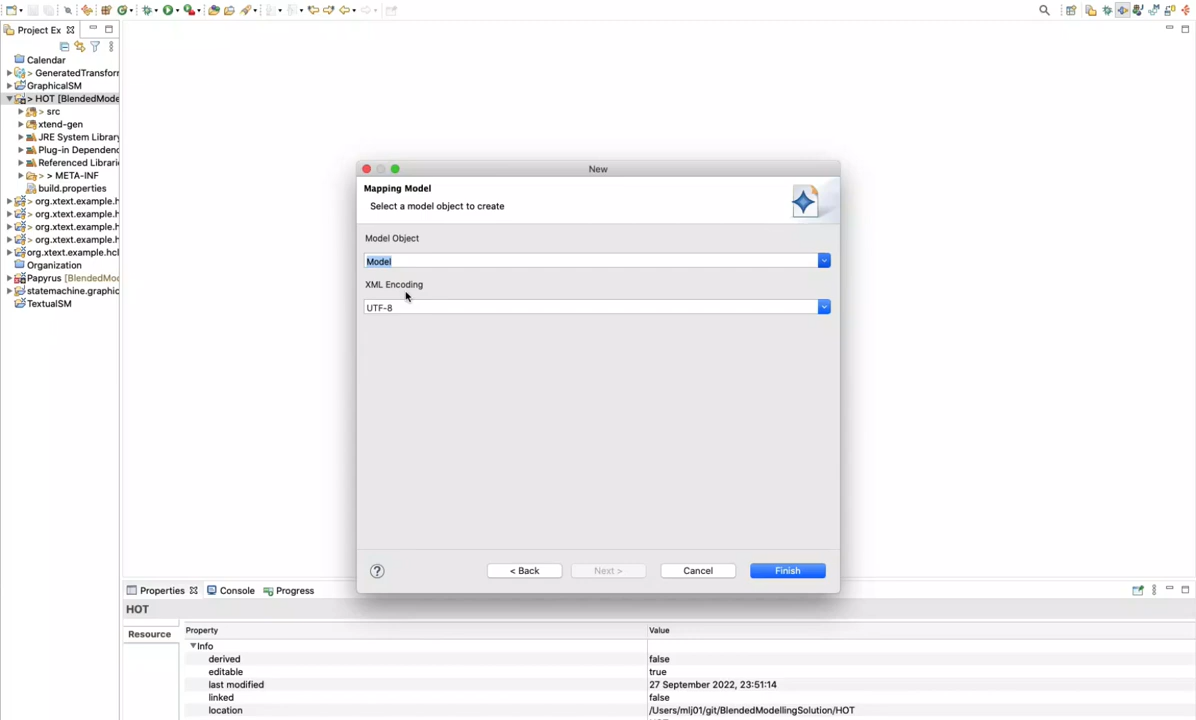 Project Ex
Calendar
> GeneratedTransforn
GraphicalSM
> HOT [BlendedMode
> src
xtend-gen
JRE System Library
Plug-in Dependenc
Referenced Librari
> > META-INF
build.properties
> org.xtext.example.h
> org.xtext.example.h
> org.xtext.example.h
> org.xtext.example.h
org.xtext.example.hcl
Organization
Papyrus [BlendedMod
statemachine.graphic
TextualSM
New
Mapping Model
Select a model object to create
Model Object
Model
XML Encoding
UTF-8
?
< Back
Next >
Cancel
Finish
Properties
Console
Progress
HOT
Resource
Property
Value
Info
derived
false
editable
true
last modified
27 September 2022, 23:51:14
linked
false
location
/Users/mlj01/git/BlendedModellingSolution/HOT